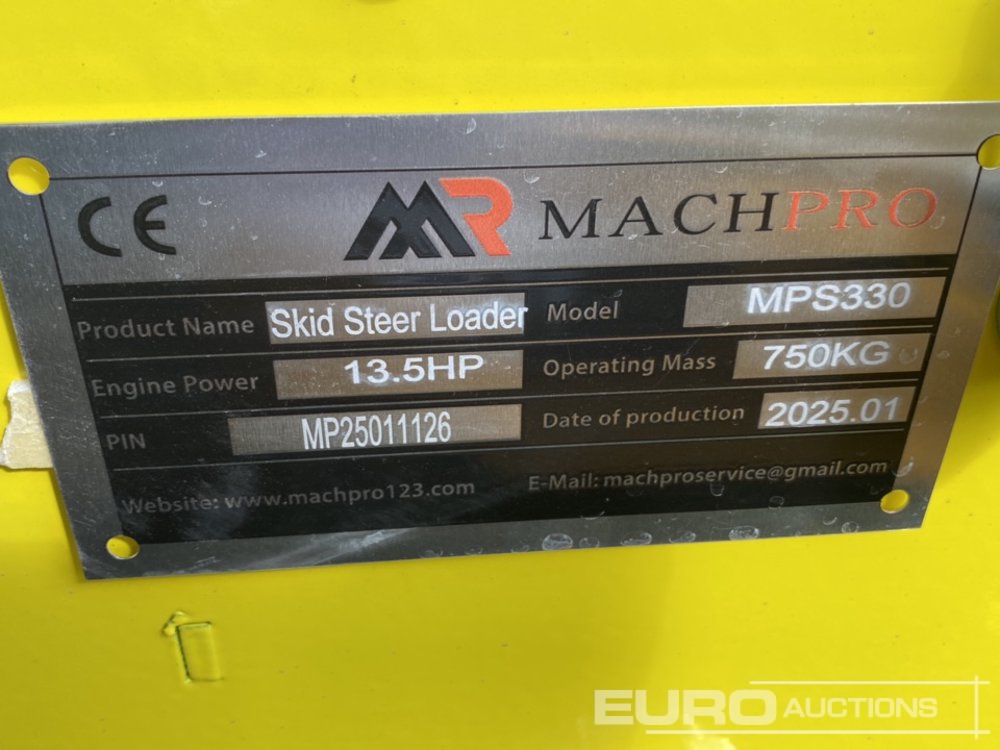 CE MR MACHPRO
Product Name Skid Steer Loader Model MPS330
Engine Power 13.5HP Operating Mass 750KG
PIN MP25011126 Date of production 2025.01
Website: www.machpro123.com E-Mail: machproservice@gmail.com
EURO AUCTIONS